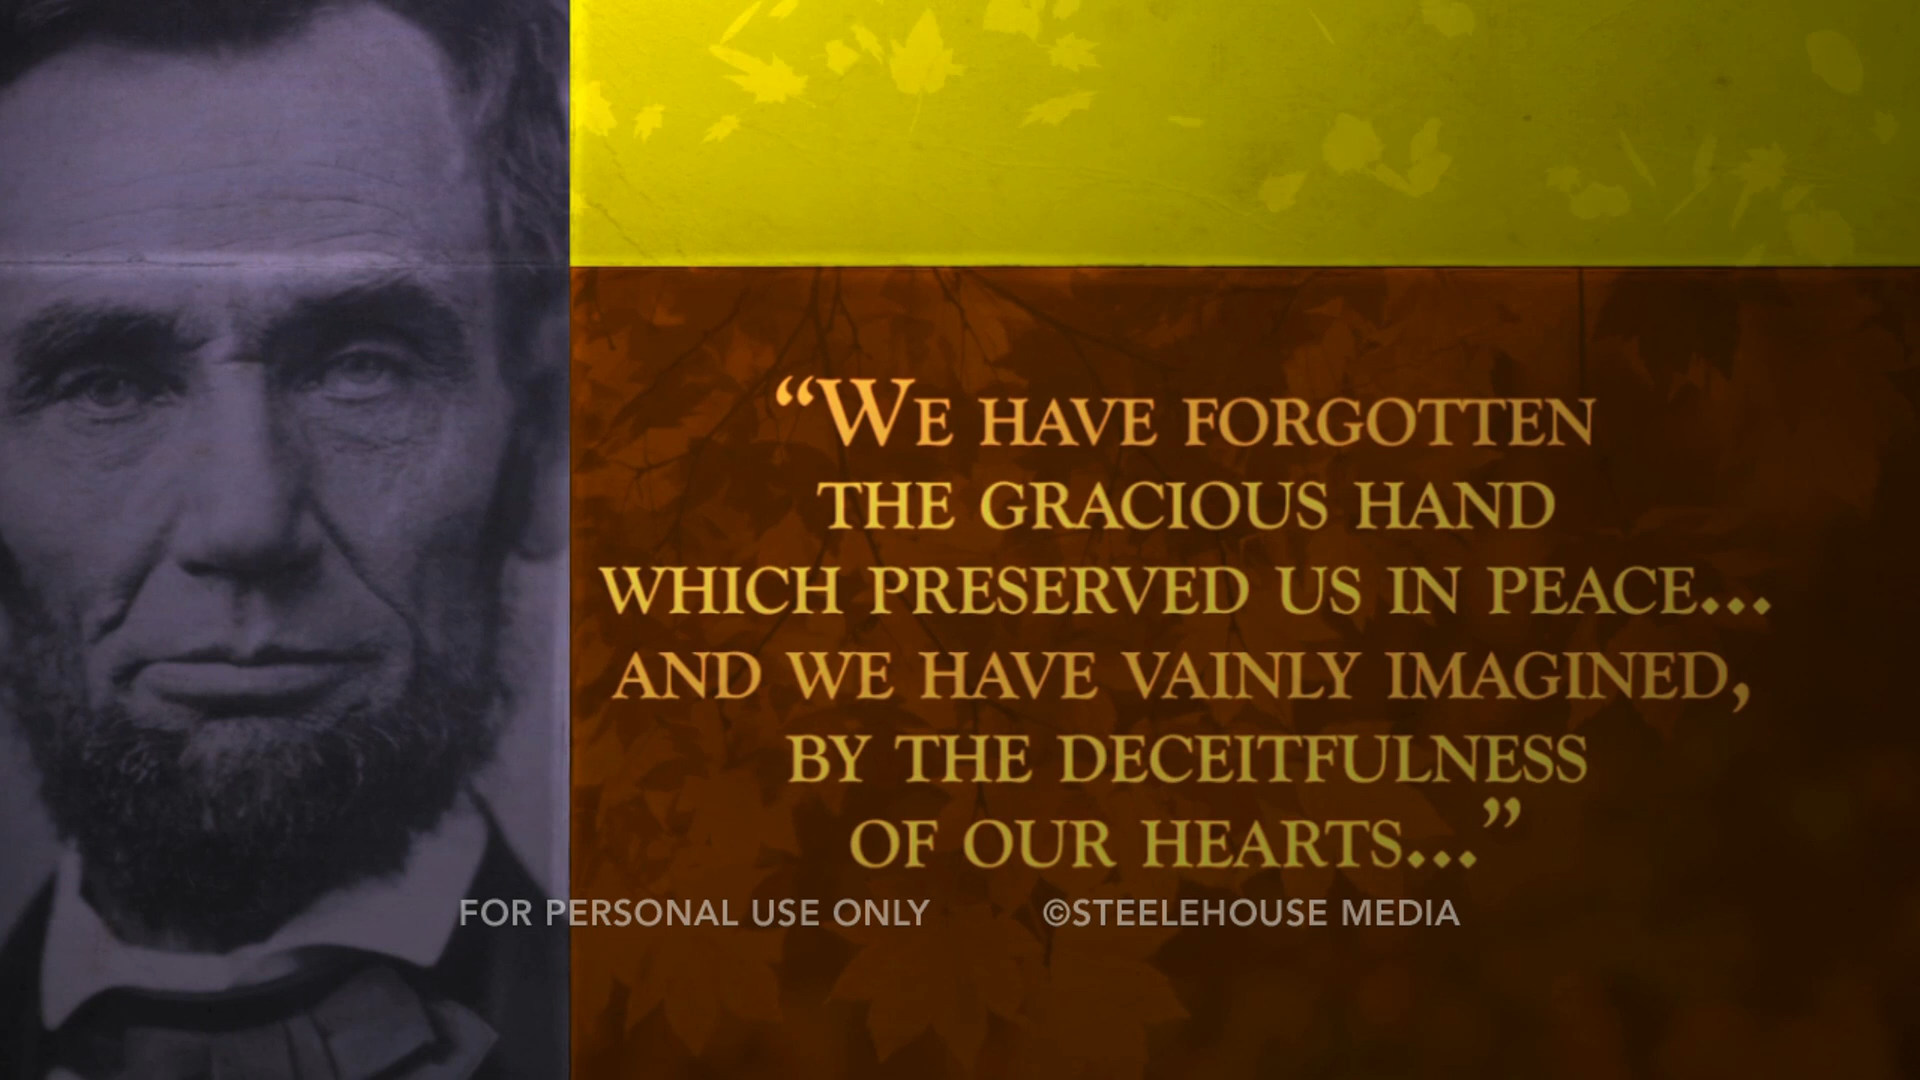 “WE HAVE FORGOTTEN
THE GRACIOUS HAND
WHICH PRESERVED US IN PEACE...
AND WE HAVE VAINLY IMAGINED,
BY THE DECEITFULNESS
OF OUR HEARTS...”
FOR PERSONAL USE ONLY ©STEELEHOUSE MEDIA